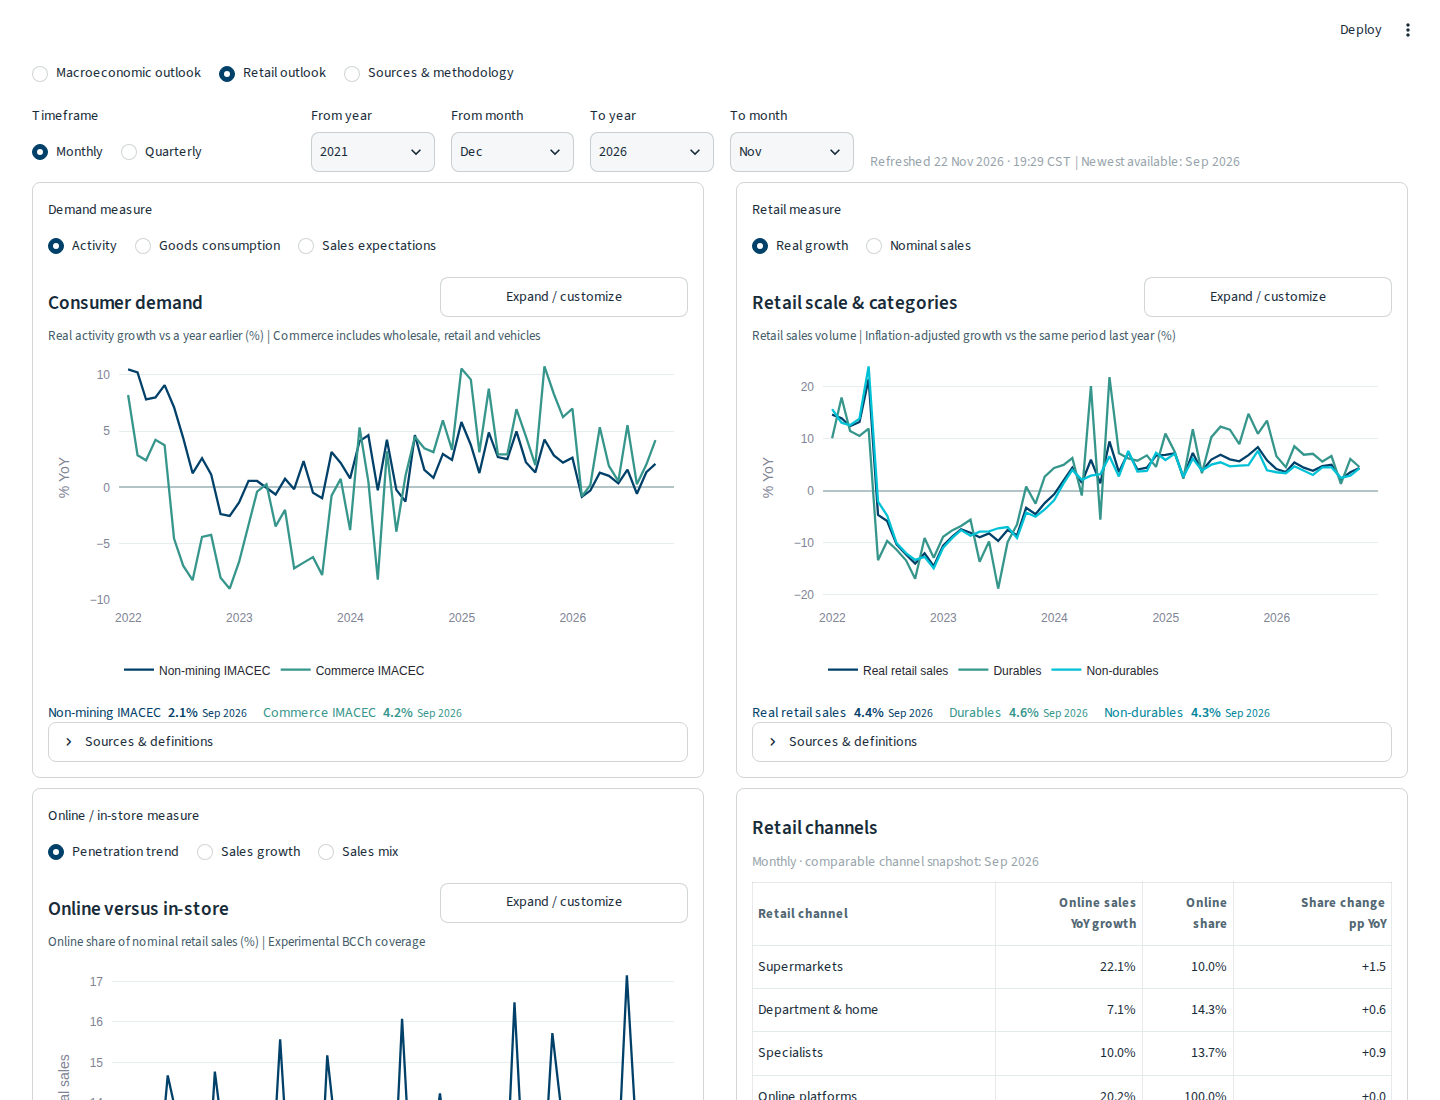 Deploy
Macroeconomic outlook Retail outlook Sources & methodology
Timeframe From year From month To year To month
Monthly Quarterly 2021 Dec 2026 Nov
Refreshed 22 Nov 2026 · 19:29 CST | Newest available: Sep 2026
Demand measure
Activity Goods consumption Sales expectations
Expand / customize
Consumer demand
Real activity growth vs a year earlier (%) | Commerce includes wholesale, retail and vehicles
% YoY
10
5
0
−5
−10
2022 2023 2024 2025 2026
Non-mining IMACEC Commerce IMACEC
Non-mining IMACEC 2.1% Sep 2026 Commerce IMACEC 4.2% Sep 2026
Sources & definitions
Retail measure
Real growth Nominal sales
Expand / customize
Retail scale & categories
Retail sales volume | Inflation-adjusted growth vs the same period last year (%)
% YoY
20
10
0
−10
−20
2022 2023 2024 2025 2026
Real retail sales Durables Non-durables
Real retail sales 4.4% Sep 2026 Durables 4.6% Sep 2026 Non-durables 4.3% Sep 2026
Sources & definitions
Online / in-store measure
Penetration trend Sales growth Sales mix
Expand / customize
Online versus in-store
Online share of nominal retail sales (%) | Experimental BCCh coverage
17
16
15
14
al sales
Retail channels
Monthly · comparable channel snapshot: Sep 2026
Retail channel Online sales YoY growth Online share Share change pp YoY
Supermarkets 22.1% 10.0% +1.5
Department & home 7.1% 14.3% +0.6
Specialists 10.0% 13.7% +0.9
Online platforms 20.2% 100.0% +0.0